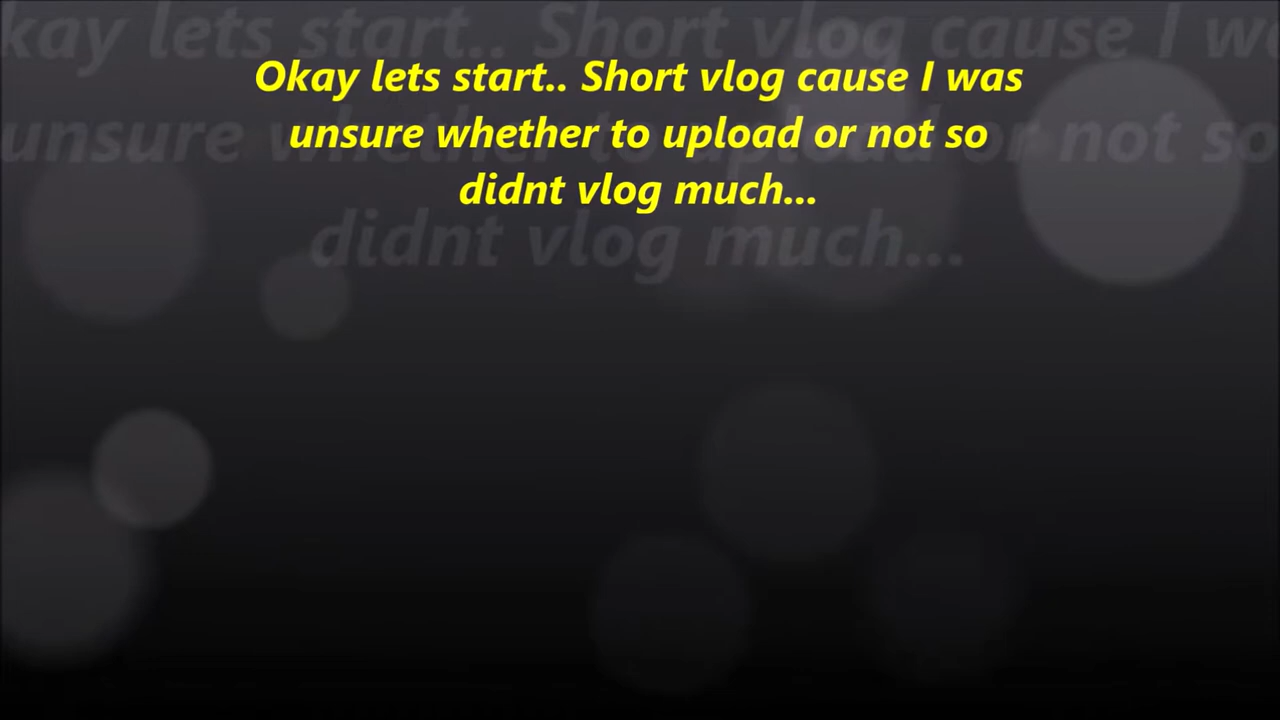 Okay lets start.. Short vlog cause I was
unsure whether to upload or not so
didnt vlog much...